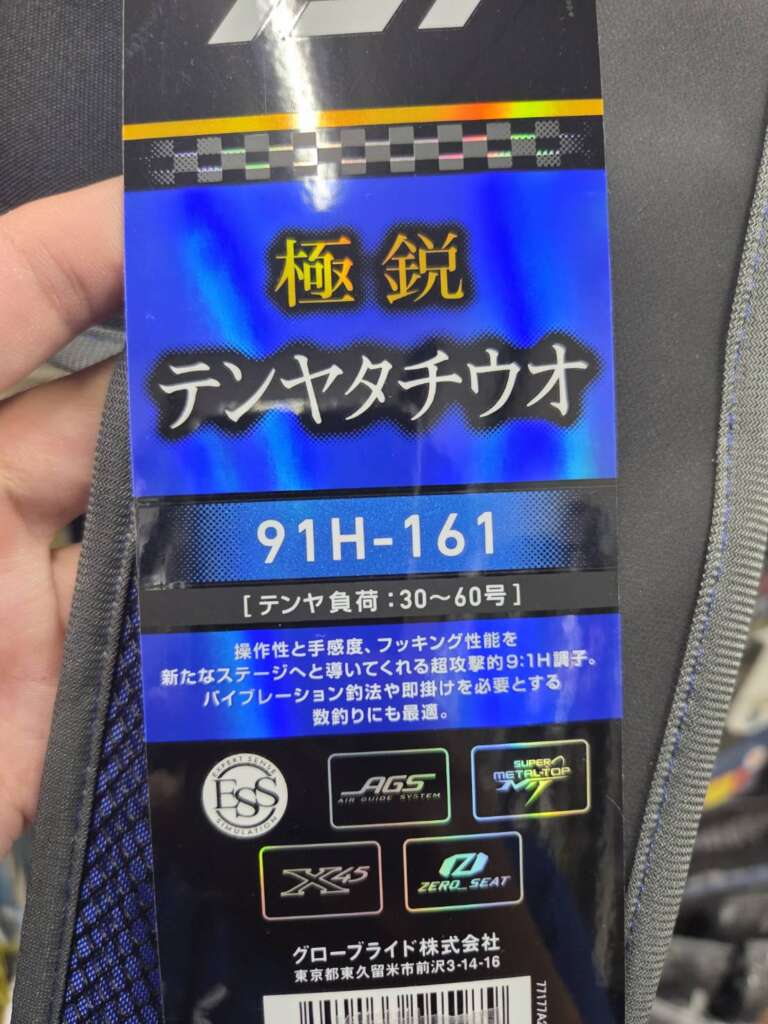 極鋭
テンヤタチウオ
91H-161
[テンヤ負荷:30〜60号]
操作性と手感度、フッキング性能を
新たなステージへと導いてくれる超攻撃的9:1H調子。
バイブレーション釣法や即掛けを必要とする
数釣りにも最適。
EXPERT SENSE
ESS
SIMULATION
AGS
AIR GUIDE SYSTEM
SUPER
METAL-TOP
MT
X45
ZERO_SEAT
グローブライド株式会社
東京都東久留米市前沢3-14-16